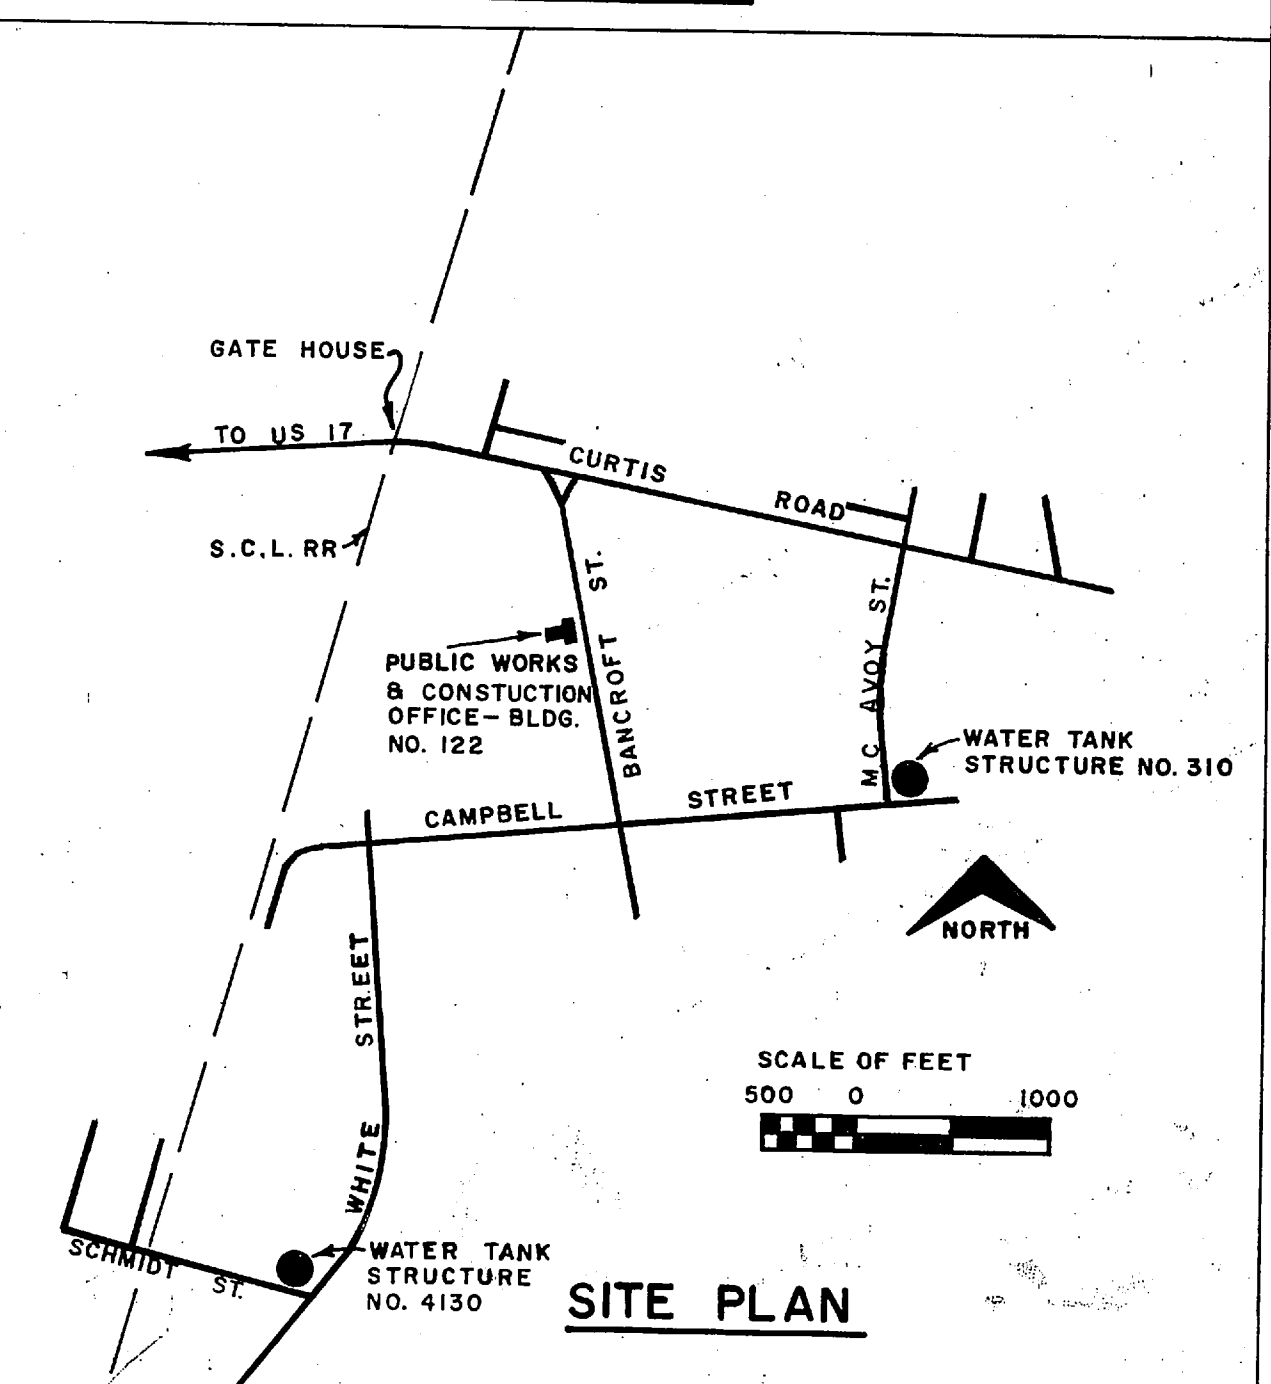 GATE HOUSE
TO US 17
CURTIS
ROAD
S.C.L. RR
BANCROFT ST.
MC AVOY ST.
PUBLIC WORKS
& CONSTUCTION
OFFICE - BLDG.
NO. 122
WATER TANK
STRUCTURE NO. 310
CAMPBELL STREET
NORTH
WHITE STREET
SCALE OF FEET
500 0 1000
SCHMIDT ST.
WATER TANK
STRUCTURE
NO. 4130
SITE PLAN